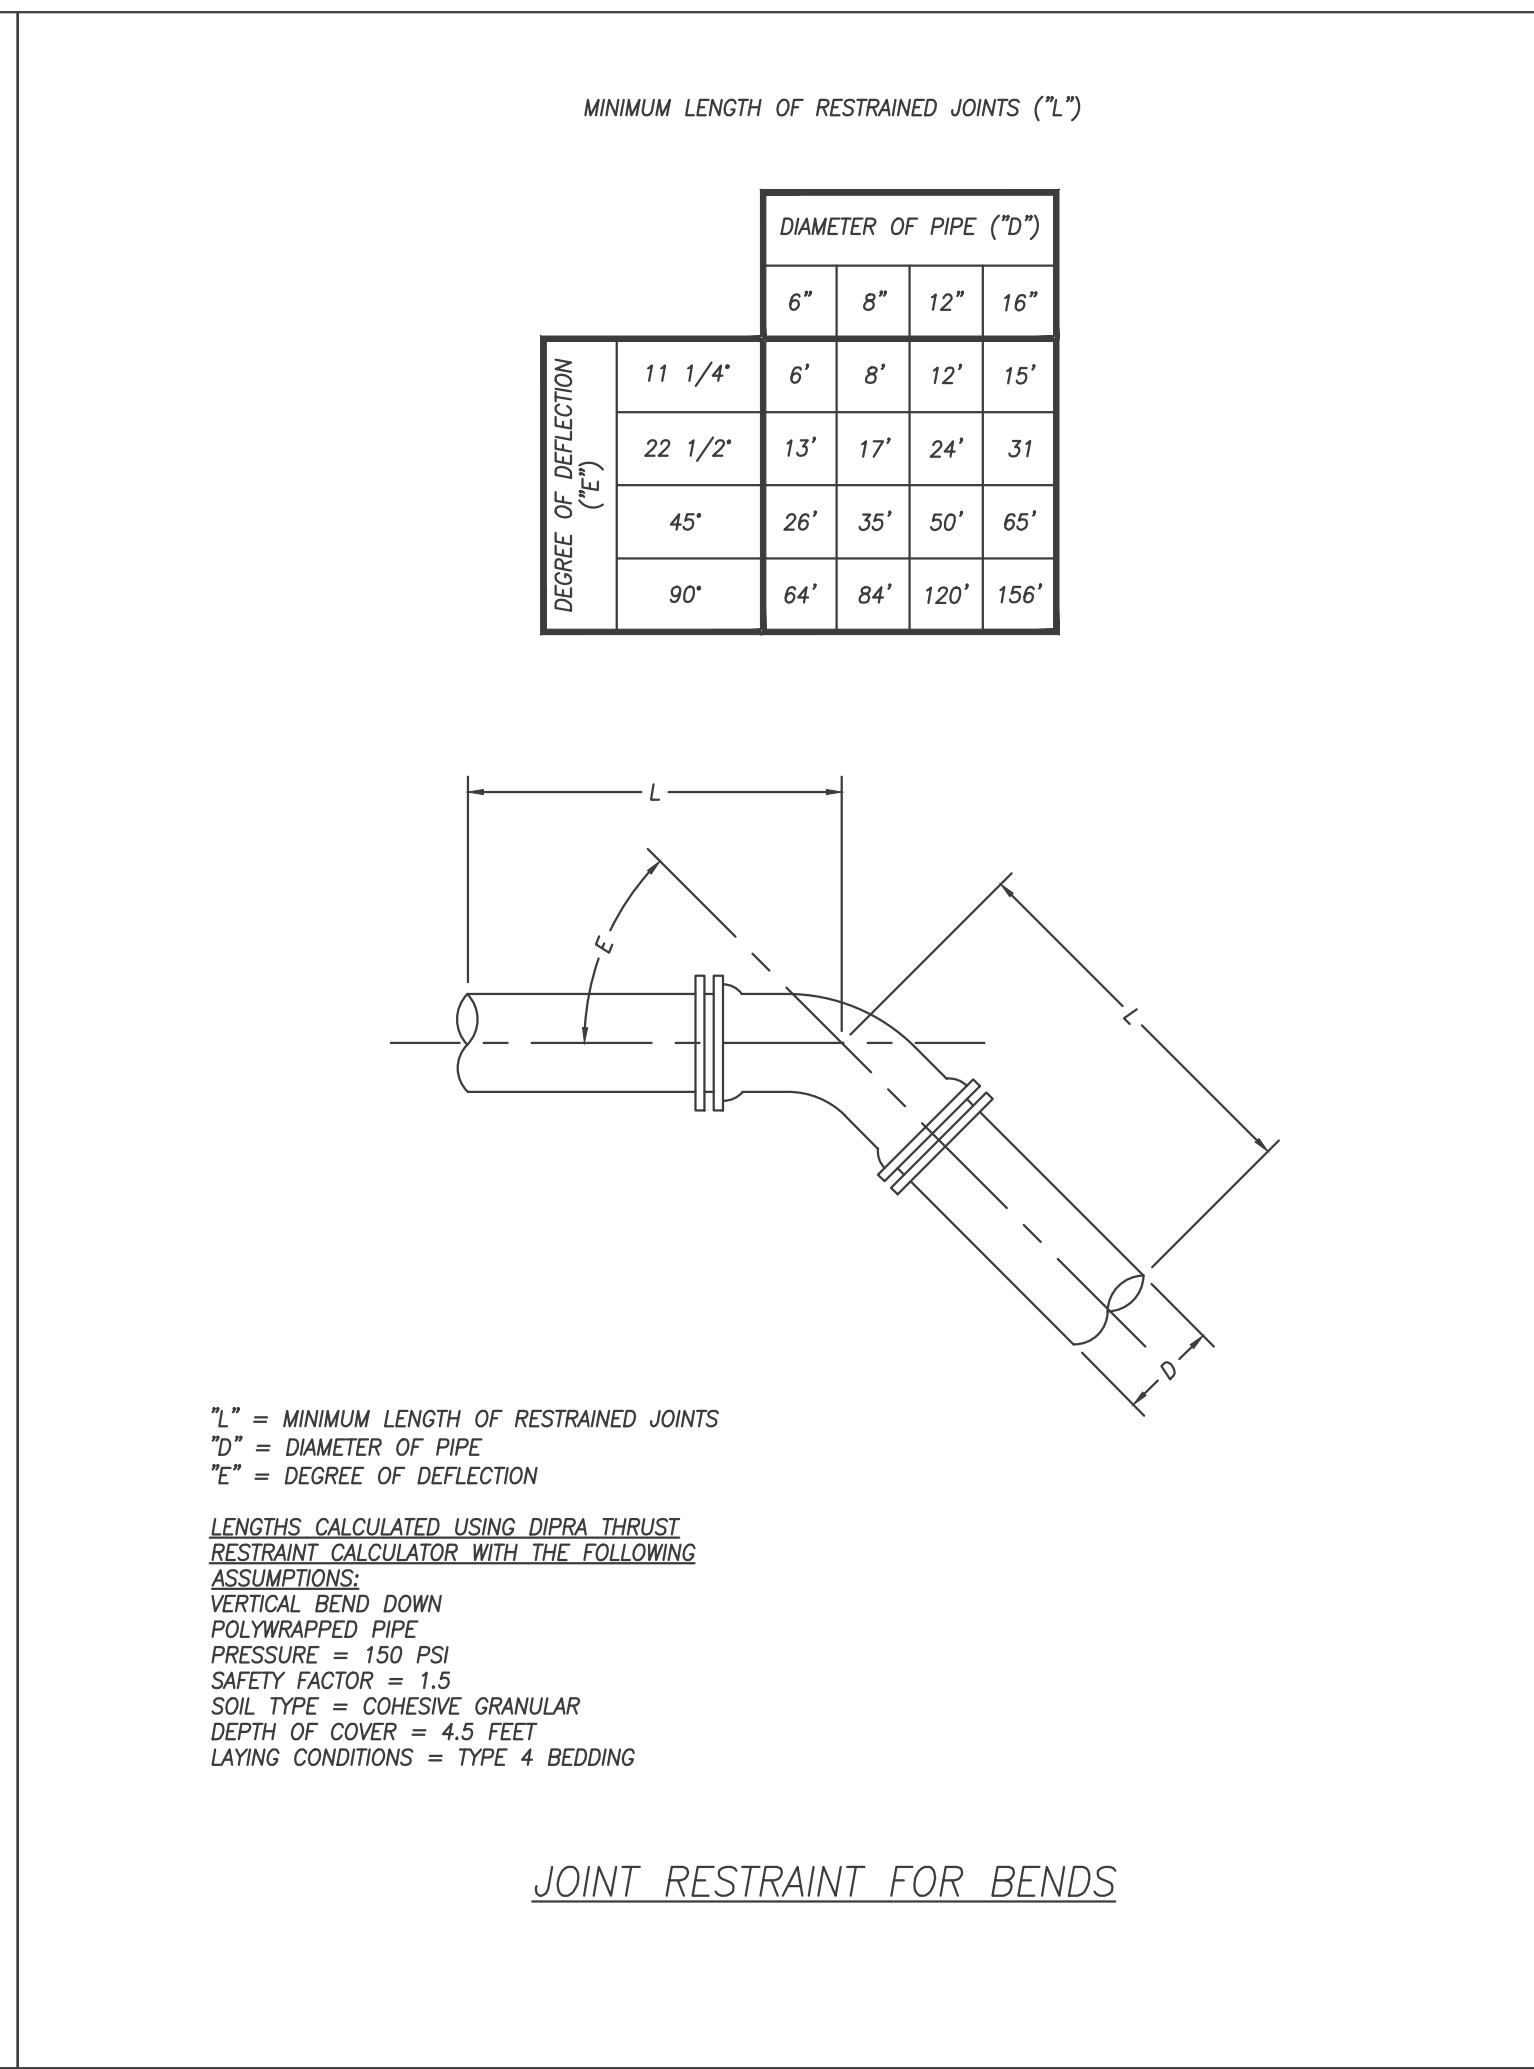 MINIMUM LENGTH OF RESTRAINED JOINTS ("L")
DIAMETER OF PIPE ("D")
6" 8" 12" 16"
DEGREE OF DEFLECTION
("E")
11 1/4° 6' 8' 12' 15'
22 1/2° 13' 17' 24' 31
45° 26' 35' 50' 65'
90° 64' 84' 120' 156'
L
E
L
D
"L" = MINIMUM LENGTH OF RESTRAINED JOINTS
"D" = DIAMETER OF PIPE
"E" = DEGREE OF DEFLECTION
LENGTHS CALCULATED USING DIPRA THRUST
RESTRAINT CALCULATOR WITH THE FOLLOWING
ASSUMPTIONS:
VERTICAL BEND DOWN
POLYWRAPPED PIPE
PRESSURE = 150 PSI
SAFETY FACTOR = 1.5
SOIL TYPE = COHESIVE GRANULAR
DEPTH OF COVER = 4.5 FEET
LAYING CONDITIONS = TYPE 4 BEDDING
JOINT RESTRAINT FOR BENDS